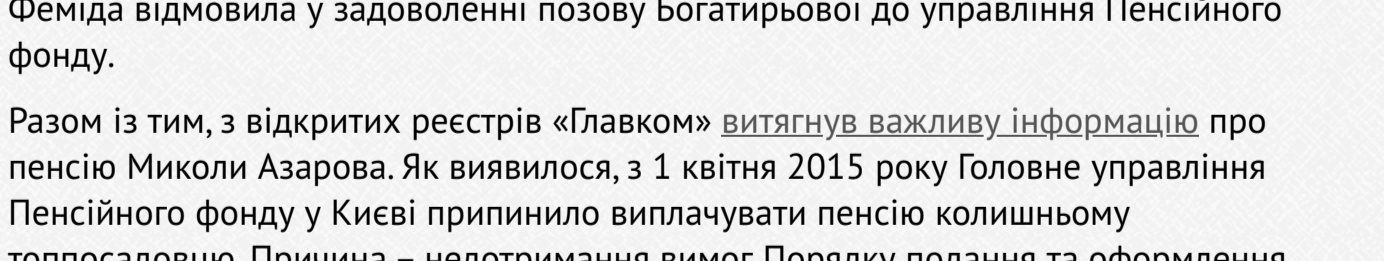 Феміда відмовила у задоволенні позову Богатирьової до управління Пенсійного
фонду.
Разом із тим, з відкритих реєстрів «Главком» витягнув важливу інформацію про
пенсію Миколи Азарова. Як виявилося, з 1 квітня 2015 року Головне управління
Пенсійного фонду у Києві припинило виплачувати пенсію колишньому
топпосадовцю. Причина – недотримання вимог Порядку подання та оформлення